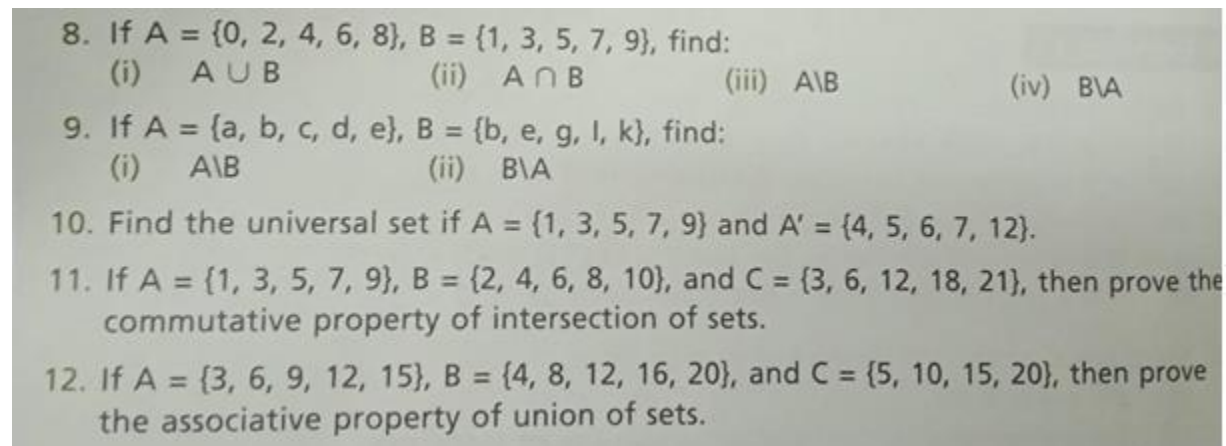 8. If A = {0, 2, 4, 6, 8}, B = {1, 3, 5, 7, 9}, find:
(i) A ∪ B (ii) A ∩ B (iii) A\B (iv) B\A
9. If A = {a, b, c, d, e}, B = {b, e, g, l, k}, find:
(i) A\B (ii) B\A
10. Find the universal set if A = {1, 3, 5, 7, 9} and A′ = {4, 5, 6, 7, 12}.
11. If A = {1, 3, 5, 7, 9}, B = {2, 4, 6, 8, 10}, and C = {3, 6, 12, 18, 21}, then prove the
commutative property of intersection of sets.
12. If A = {3, 6, 9, 12, 15}, B = {4, 8, 12, 16, 20}, and C = {5, 10, 15, 20}, then prove
the associative property of union of sets.